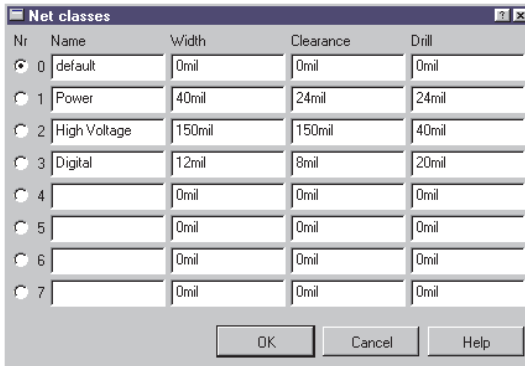 Net classes
Nr Name Width Clearance Drill
0 default 0mil 0mil 0mil
1 Power 40mil 24mil 24mil
2 High Voltage 150mil 150mil 40mil
3 Digital 12mil 8mil 20mil
4 0mil 0mil 0mil
5 0mil 0mil 0mil
6 0mil 0mil 0mil
7 0mil 0mil 0mil
OK Cancel Help